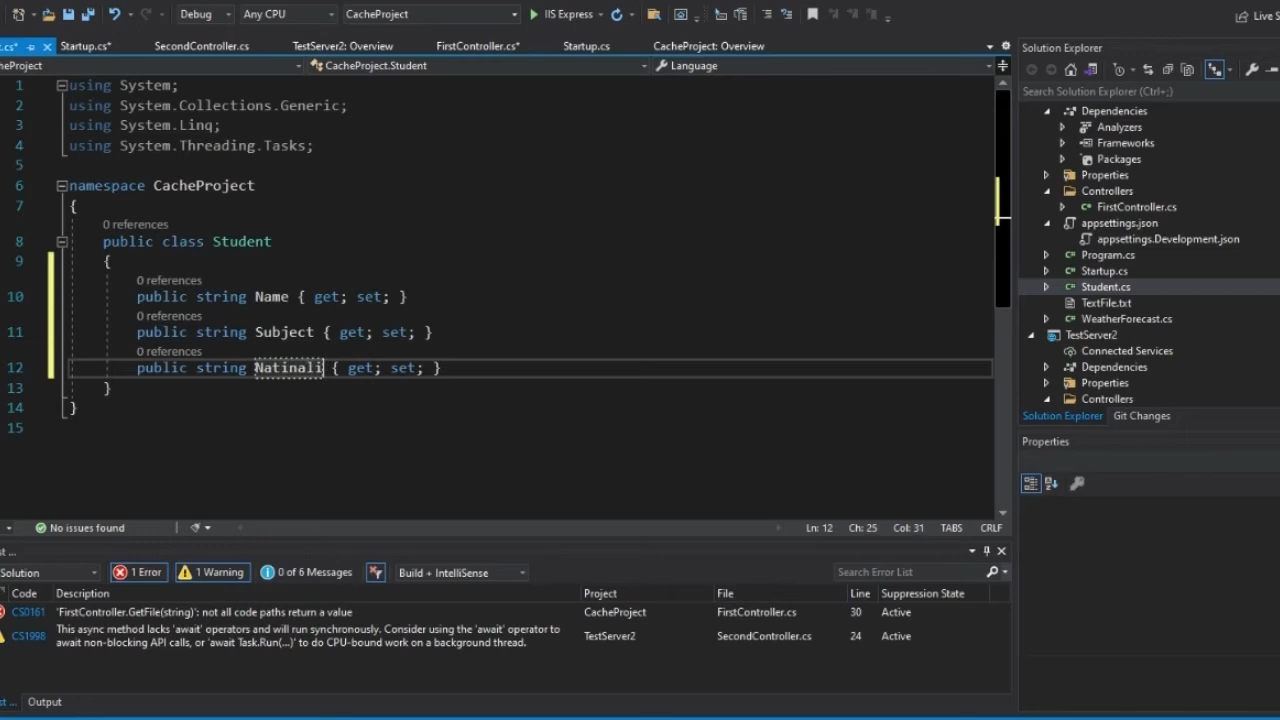 Debug Any CPU CacheProject IIS Express Live S
.cs* Startup.cs* SecondController.cs TestServer2: Overview FirstController.cs* Startup.cs CacheProject: Overview
heProject CacheProject.Student Language
1 using System;
2 using System.Collections.Generic;
3 using System.Linq;
4 using System.Threading.Tasks;
5
6 namespace CacheProject
7 {
0 references
8 public class Student
9 {
0 references
10 public string Name { get; set; }
0 references
11 public string Subject { get; set; }
0 references
12 public string Natinali { get; set; }
13 }
14 }
15
No issues found Ln: 12 Ch: 25 Col: 31 TABS CRLF
Solution Explorer
Search Solution Explorer (Ctrl+;)
Dependencies
Analyzers
Frameworks
Packages
Properties
Controllers
FirstController.cs
appsettings.json
appsettings.Development.json
Program.cs
Startup.cs
Student.cs
TextFile.txt
WeatherForecast.cs
TestServer2
Connected Services
Dependencies
Properties
Controllers
Solution Explorer Git Changes
Properties
st ...
Solution 1 Error 1 Warning 0 of 6 Messages Build + IntelliSense Search Error List
Code Description Project File Line Suppression State
CS0161 'FirstController.GetFile(string)': not all code paths return a value CacheProject FirstController.cs 30 Active
CS1998 This async method lacks 'await' operators and will run synchronously. Consider using the 'await' operator to TestServer2 SecondController.cs 24 Active
await non-blocking API calls, or 'await Task.Run(...)' to do CPU-bound work on a background thread.
st ... Output